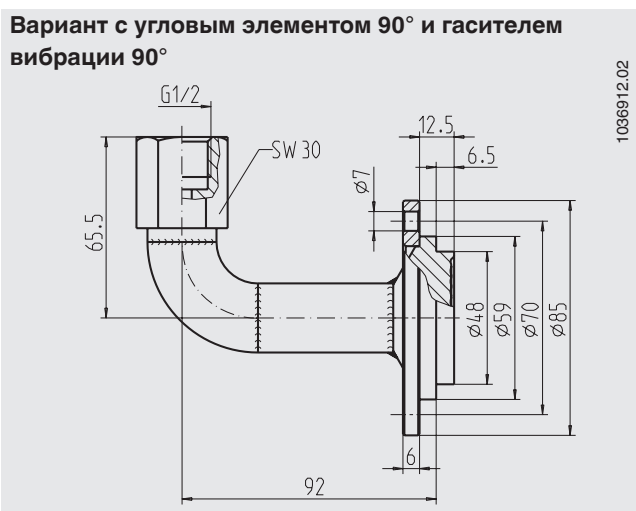 Вариант с угловым элементом 90° и гасителем
вибрации 90°
1036912.02
G1/2
12.5
SW 30
6.5
ø7
65.5
ø48
ø59
ø70
ø85
6
92